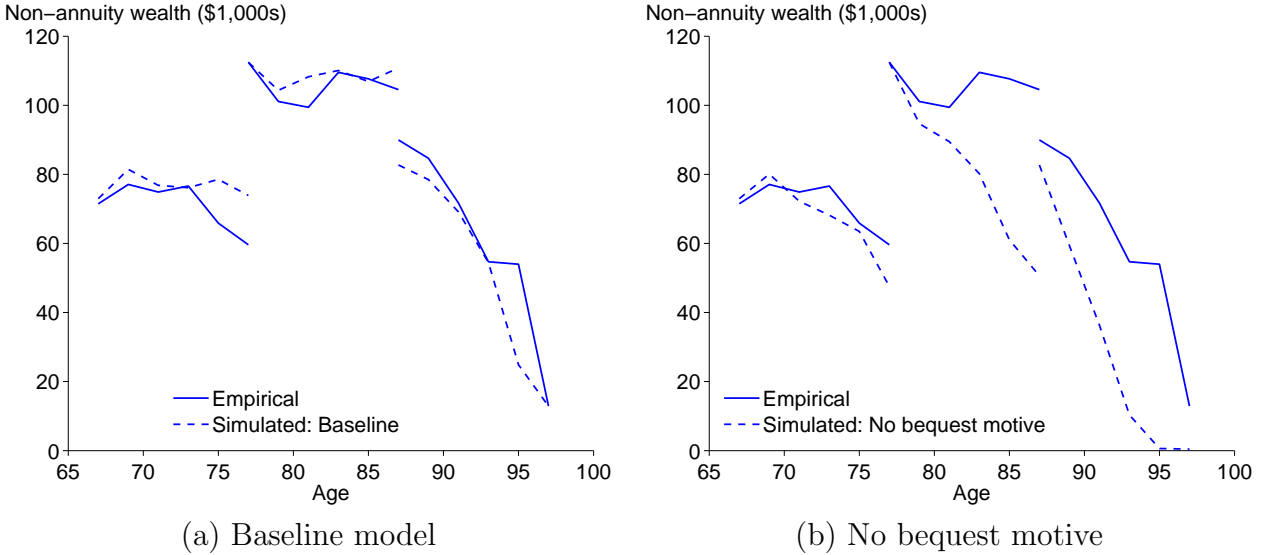 Non−annuity wealth ($1,000s)
120
100
80
60
40
20
0
Empirical
Simulated: Baseline
65 70 75 80 85 90 95 100
Age
(a) Baseline model
Non−annuity wealth ($1,000s)
120
100
80
60
40
20
0
Empirical
Simulated: No bequest motive
65 70 75 80 85 90 95 100
Age
(b) No bequest motive